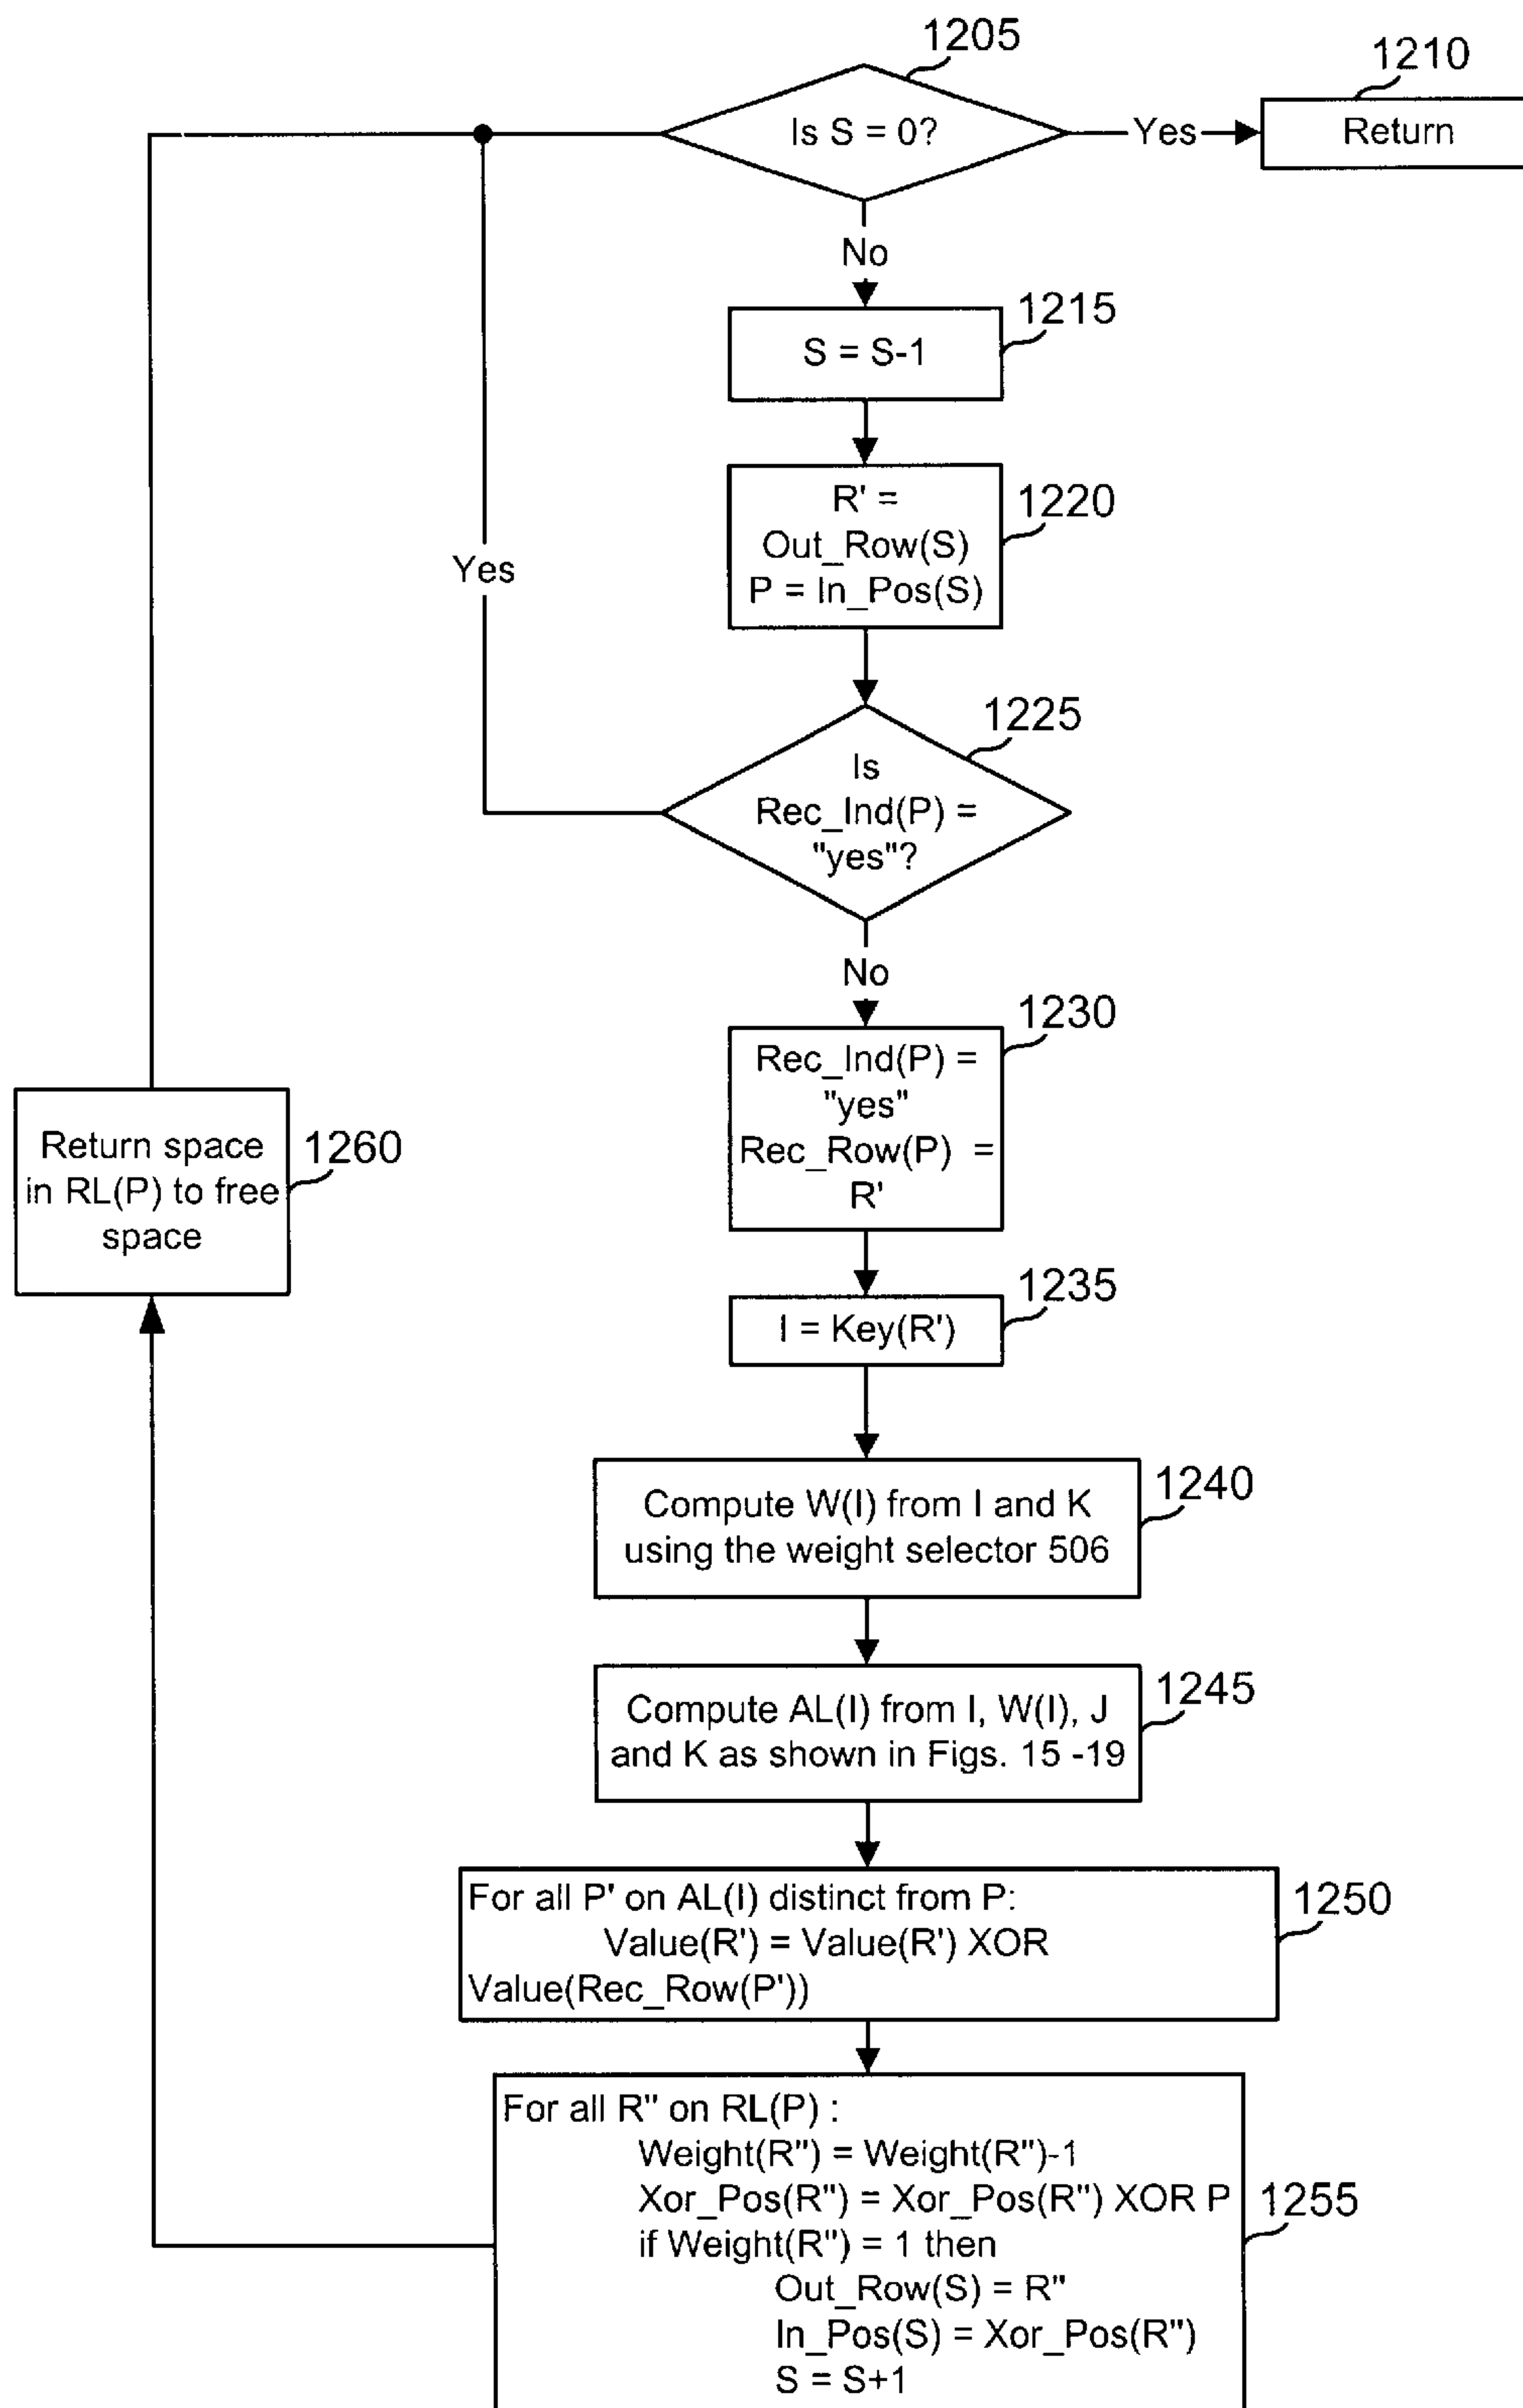 1205
1210
Is S = 0?
Yes
Return
No
1215
S = S-1
1220
R' =
Out_Row(S)
P = In_Pos(S)
Yes
1225
Is
Rec_Ind(P) =
"yes"?
No
1230
Rec_Ind(P) =
"yes"
Rec_Row(P) =
R'
Return space
in RL(P) to free
space
1260
1235
I = Key(R')
1240
Compute W(I) from I and K
using the weight selector 506
1245
Compute AL(I) from I, W(I), J
and K as shown in Figs. 15 -19
1250
For all P' on AL(I) distinct from P:
Value(R') = Value(R') XOR
Value(Rec_Row(P'))
1255
For all R" on RL(P) :
Weight(R") = Weight(R")-1
Xor_Pos(R") = Xor_Pos(R") XOR P
if Weight(R") = 1 then
Out_Row(S) = R"
In_Pos(S) = Xor_Pos(R")
S = S+1